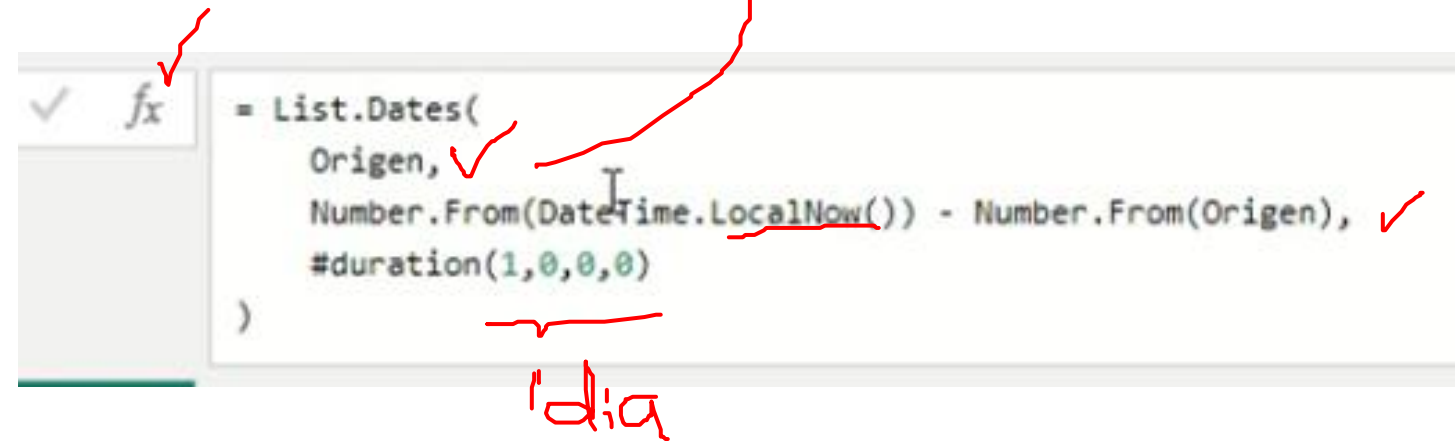 fx
= List.Dates(
Origen,
Number.From(DateTime.LocalNow()) - Number.From(Origen),
#duration(1,0,0,0)
)
1 dia